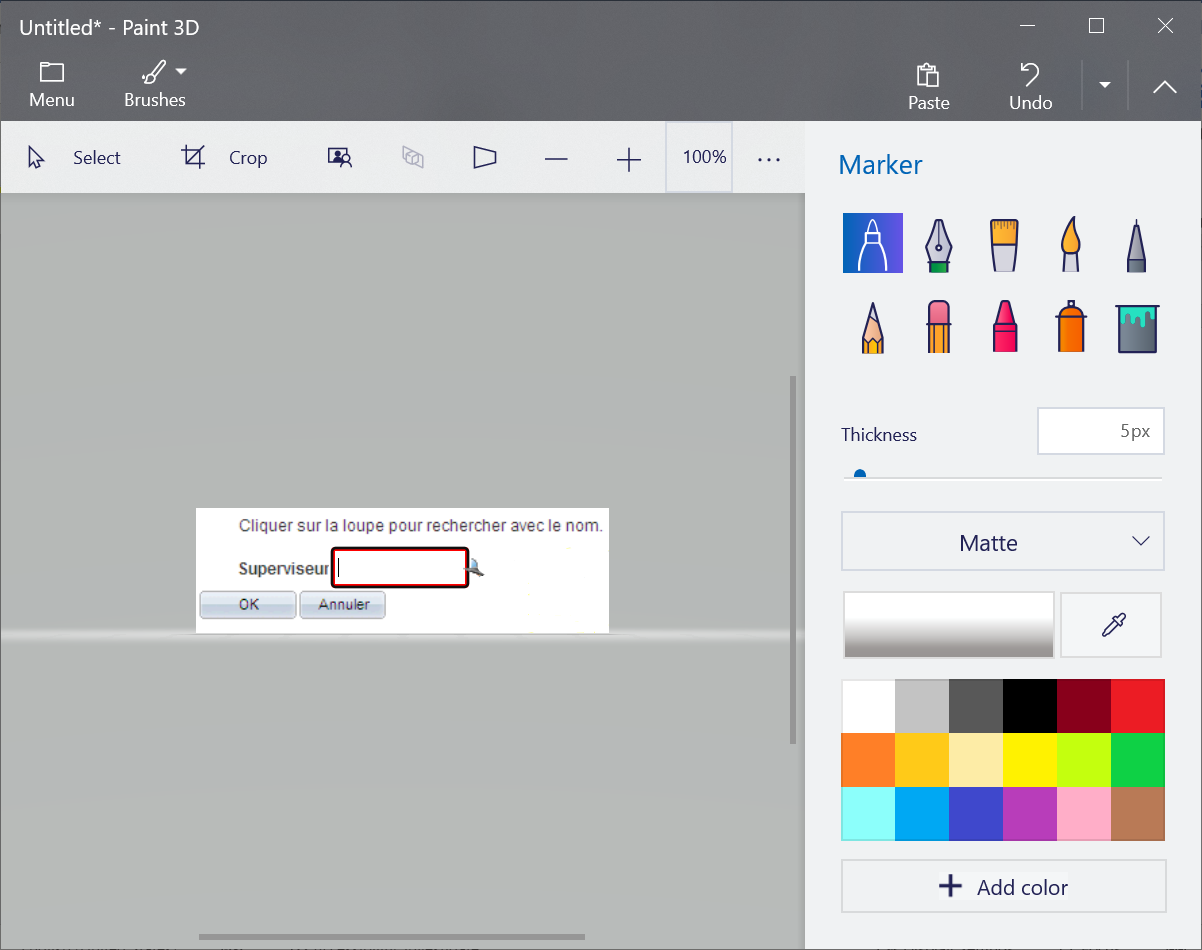 Untitled* - Paint 3D
Menu
Brushes
Paste
Undo
Select
Crop
100%
Marker
Thickness
5px
Matte
Add color
Cliquer sur la loupe pour rechercher avec le nom.
Superviseur
OK
Annuler